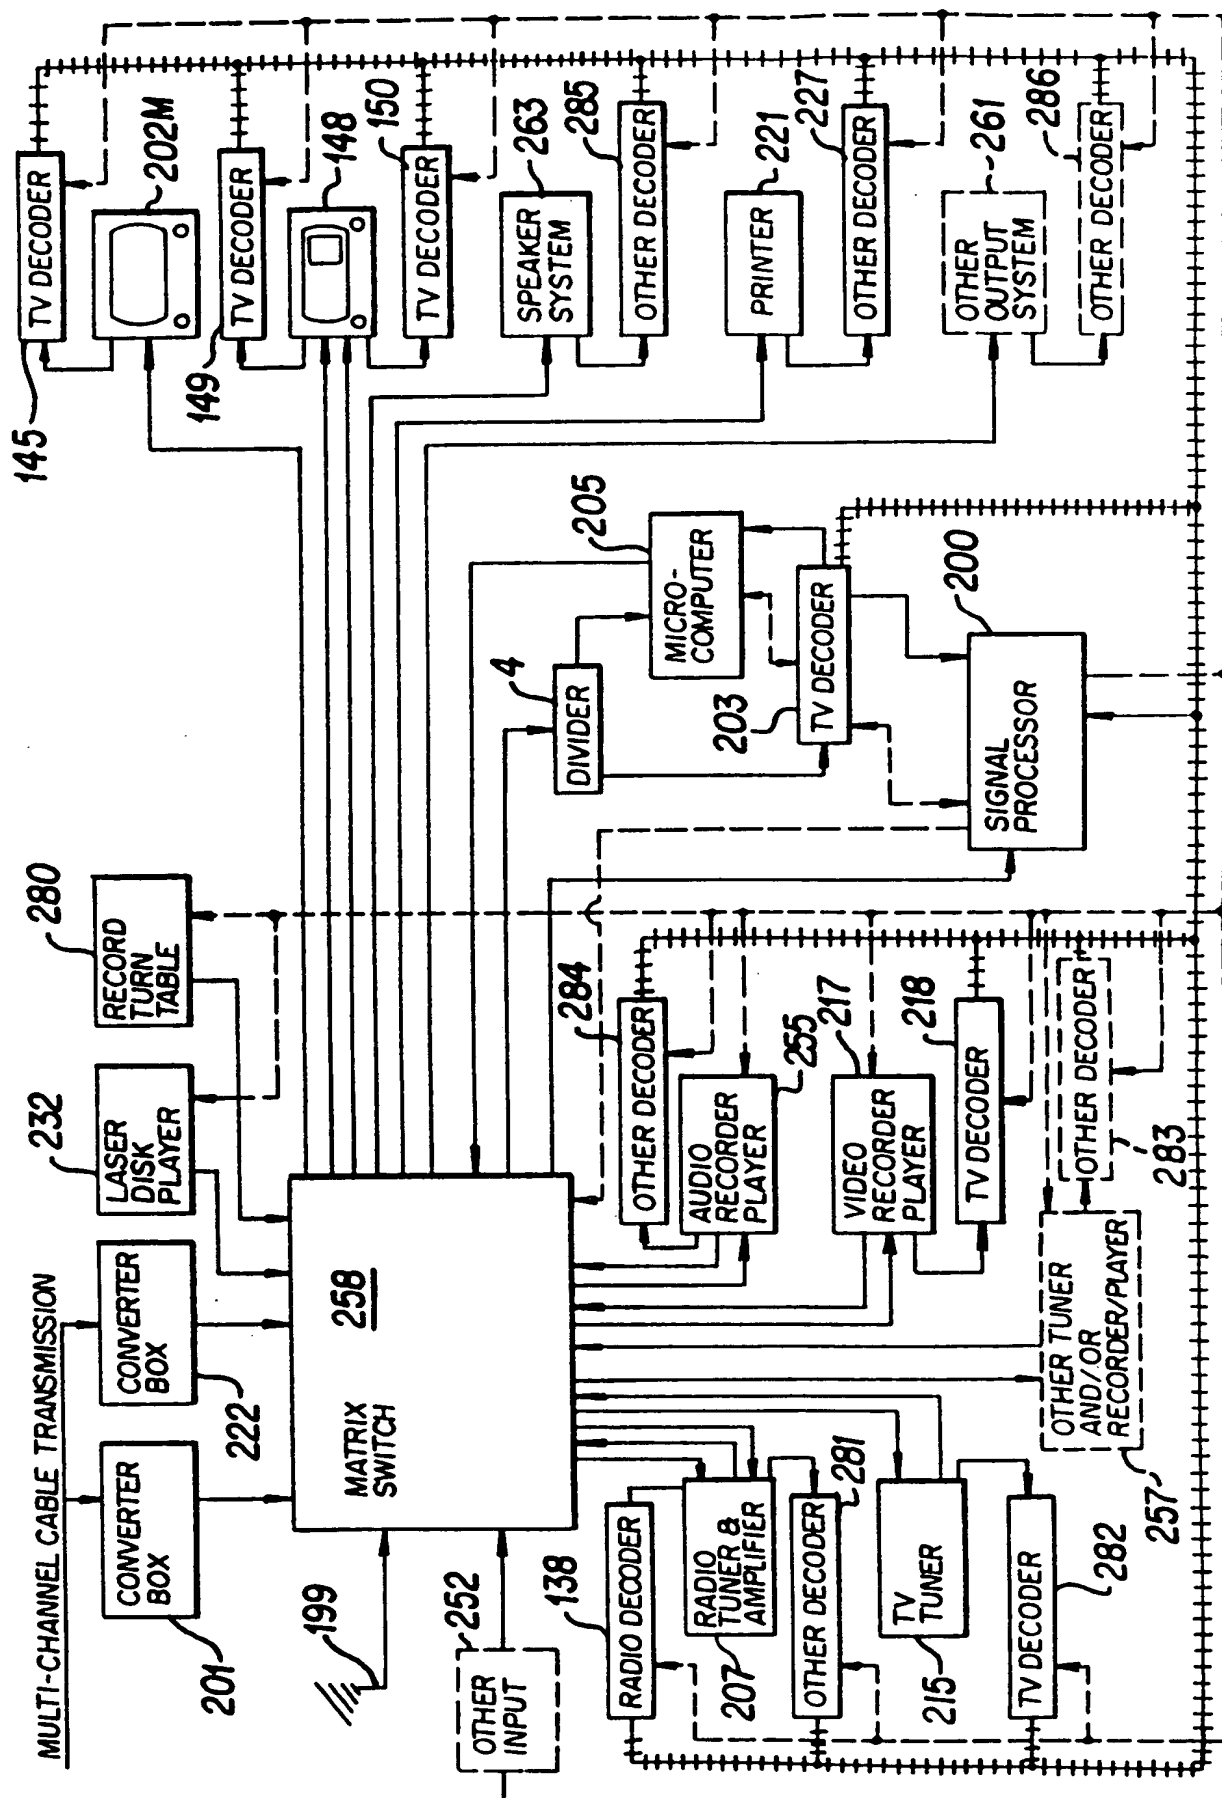 MULTI-CHANNEL CABLE TRANSMISSION
CONVERTER
BOX
201
CONVERTER
BOX
222
LASER
DISK
PLAYER
232
RECORD
TURN
TABLE
280
199
OTHER
INPUT
252
MATRIX
SWITCH
258
TV DECODER
145
202M
TV DECODER
149
148
TV DECODER
150
SPEAKER
SYSTEM
263
OTHER DECODER
285
PRINTER
221
OTHER DECODER
227
OTHER
OUTPUT
SYSTEM
261
OTHER DECODER
286
DIVIDER
4
MICRO-
COMPUTER
205
TV DECODER
203
SIGNAL
PROCESSOR
200
RADIO DECODER
138
RADIO
TUNER &
AMPLIFIER
207
OTHER DECODER
281
TV
TUNER
215
TV DECODER
282
OTHER DECODER
284
AUDIO
RECORDER
PLAYER
255
VIDEO
RECORDER
PLAYER
217
TV DECODER
218
OTHER TUNER
AND/OR
RECORDER/PLAYER
257
OTHER DECODER
283